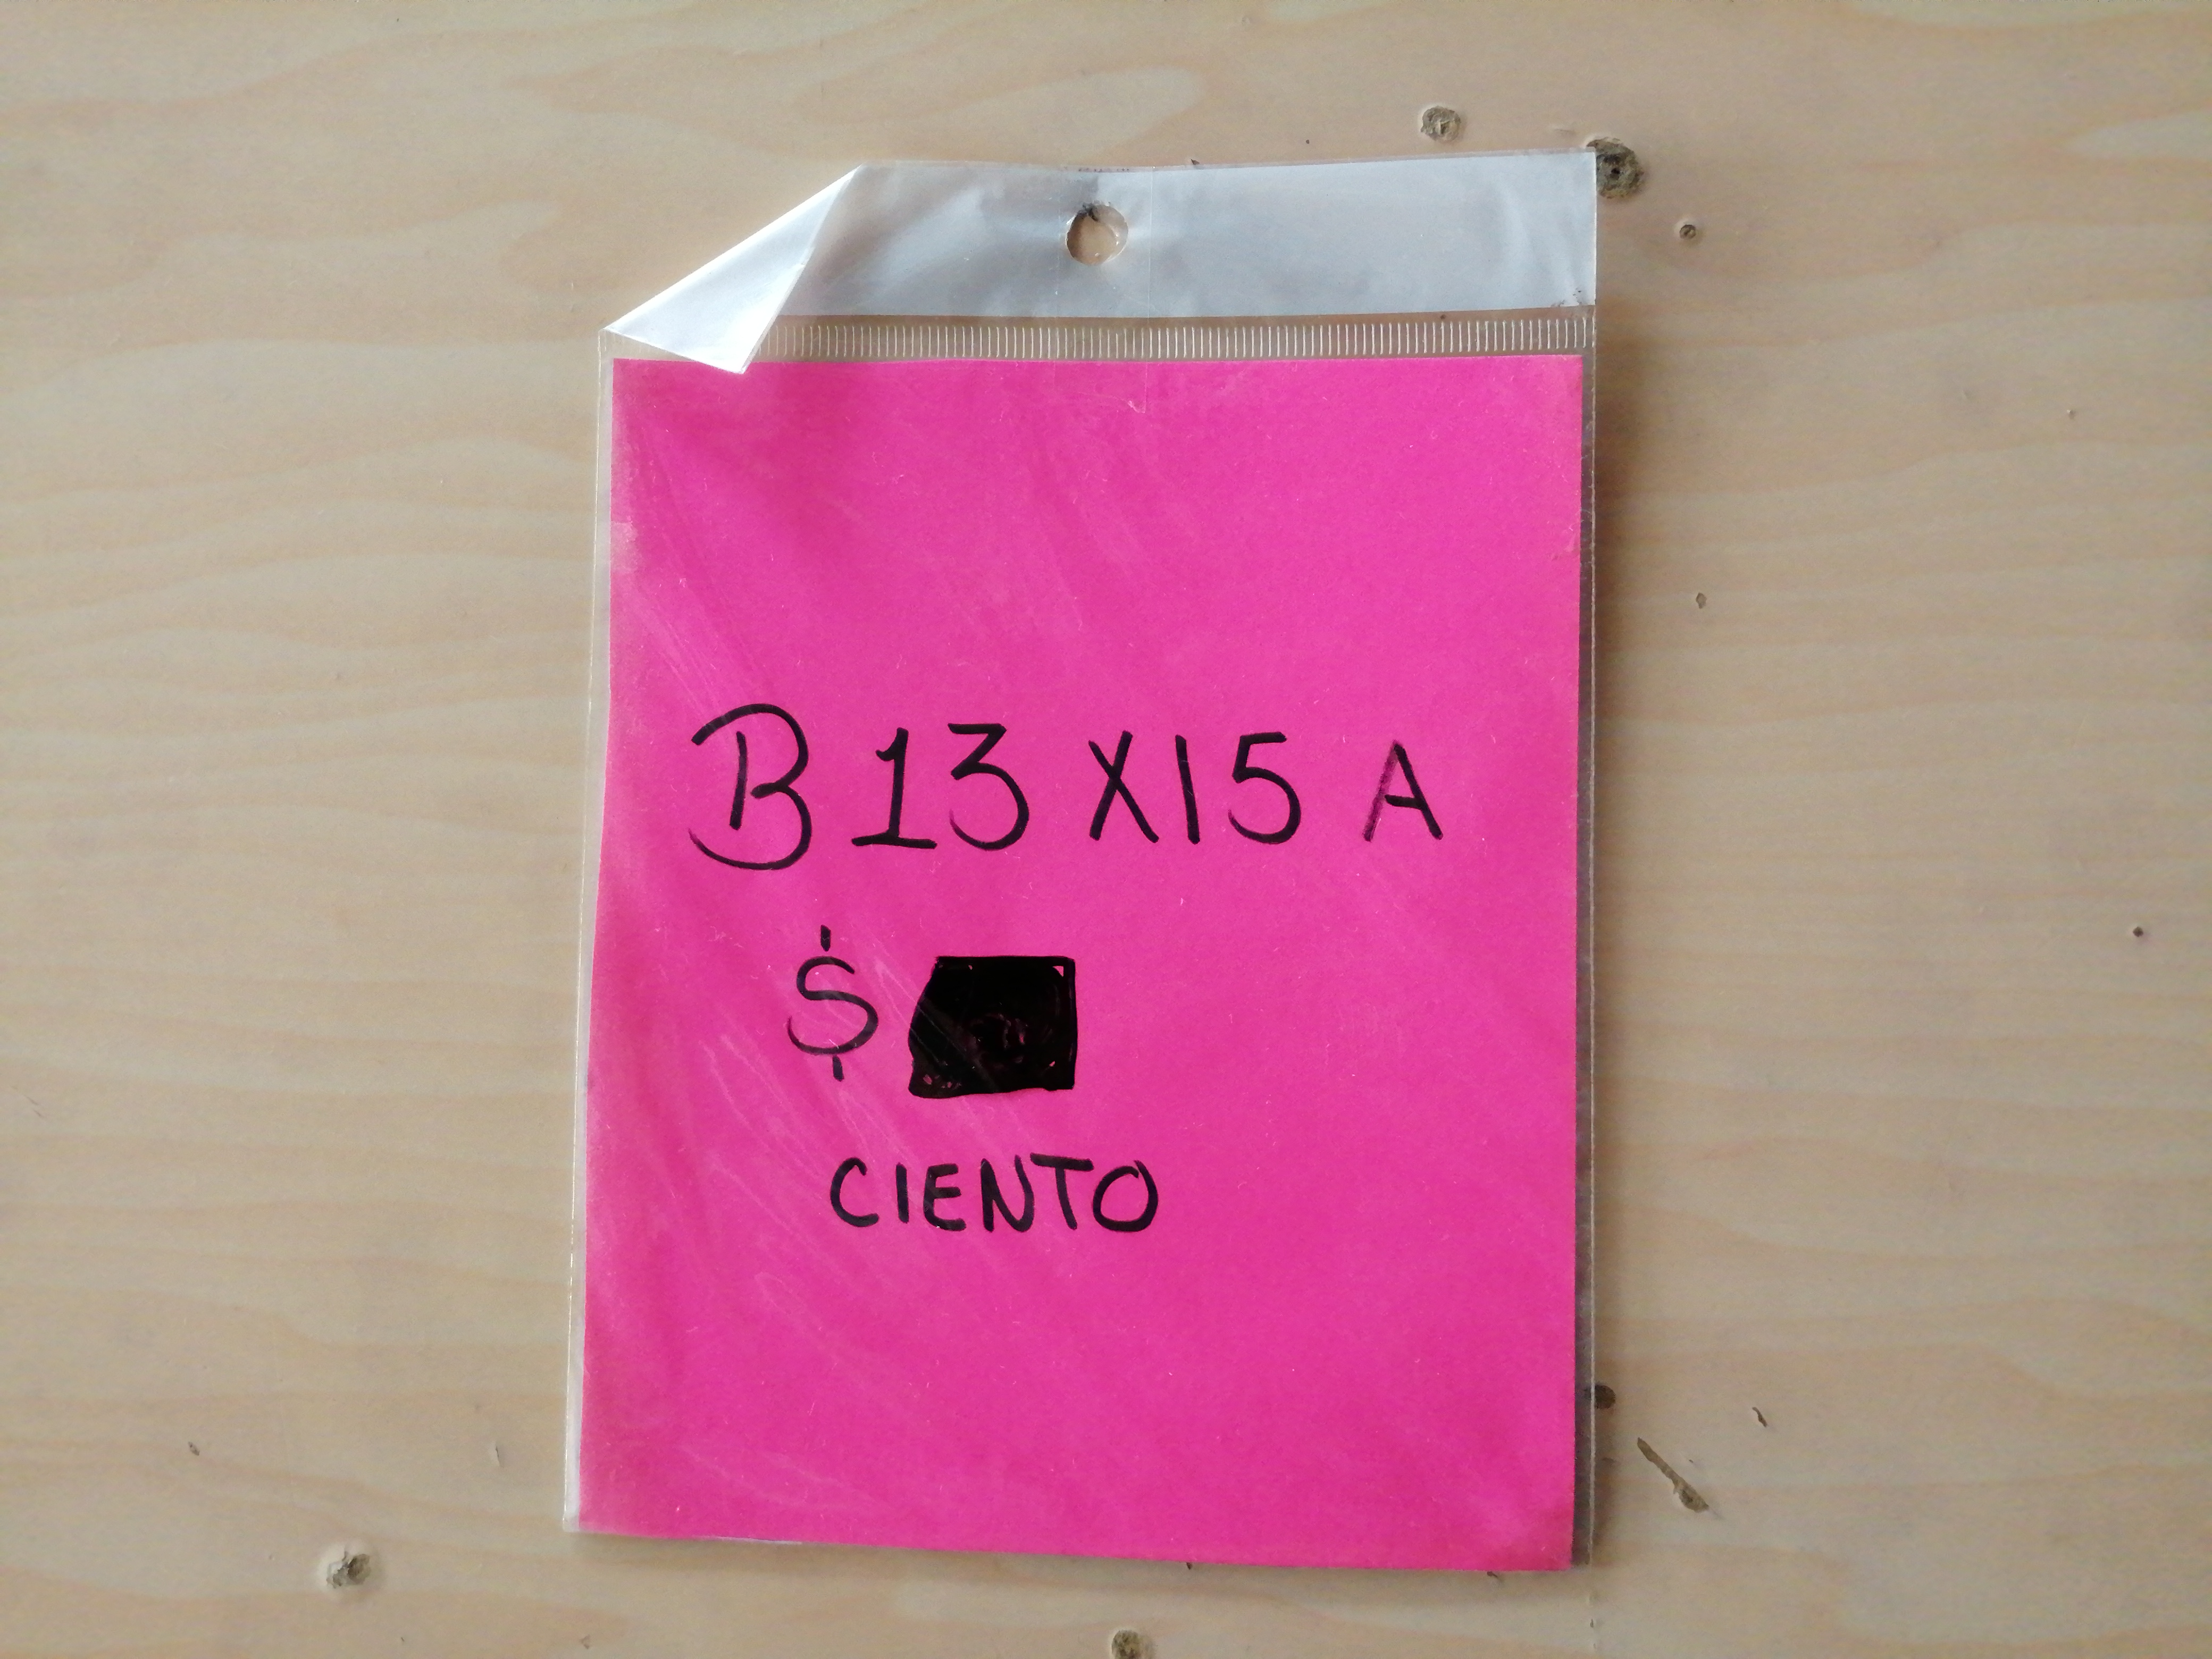 B 13 X15 A
$
CIENTO